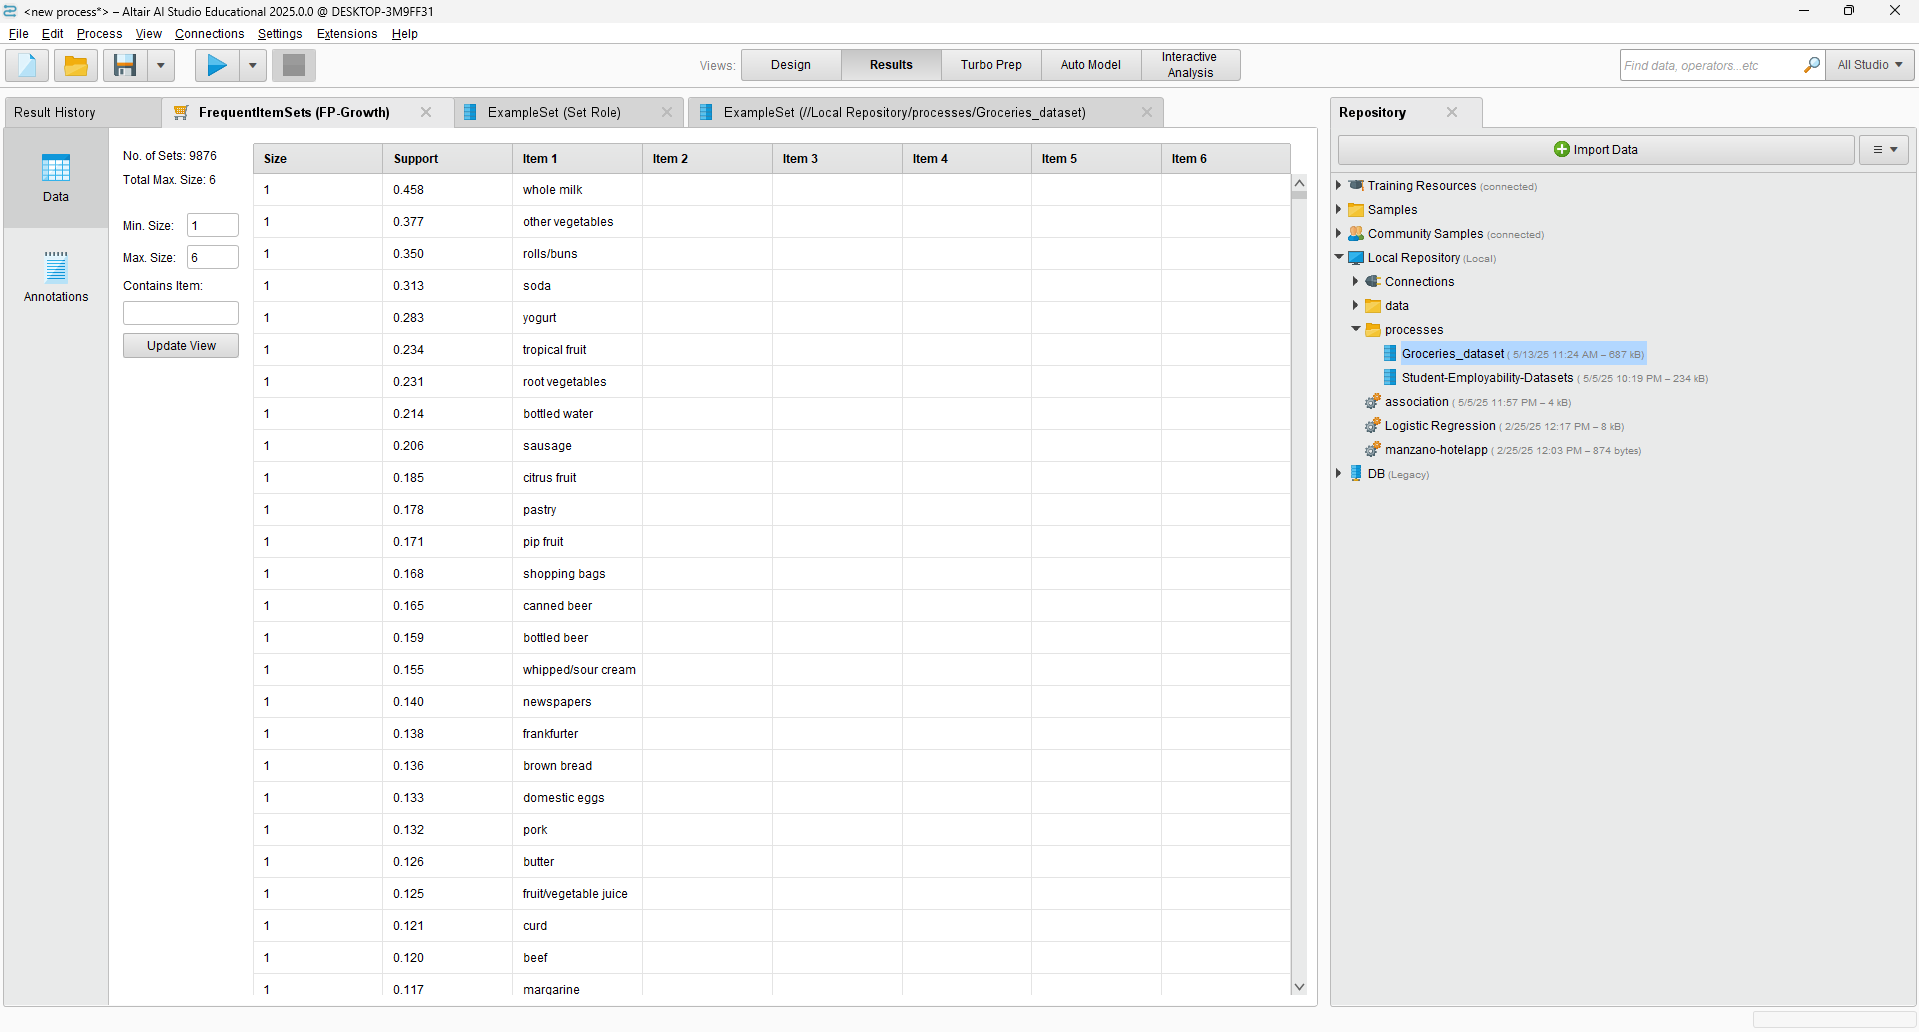 <new process*> – Altair AI Studio Educational 2025.0.0 @ DESKTOP-3M9FF31
File Edit Process View Connections Settings Extensions Help
Views: Design Results Turbo Prep Auto Model Interactive Analysis
Find data, operators...etc All Studio
Result History FrequentItemSets (FP-Growth) ExampleSet (Set Role) ExampleSet (//Local Repository/processes/Groceries_dataset)
Data
Annotations
No. of Sets: 9876
Total Max. Size: 6
Min. Size: 1
Max. Size: 6
Contains Item:
Update View
Size Support Item 1 Item 2 Item 3 Item 4 Item 5 Item 6
1 0.458 whole milk
1 0.377 other vegetables
1 0.350 rolls/buns
1 0.313 soda
1 0.283 yogurt
1 0.234 tropical fruit
1 0.231 root vegetables
1 0.214 bottled water
1 0.206 sausage
1 0.185 citrus fruit
1 0.178 pastry
1 0.171 pip fruit
1 0.168 shopping bags
1 0.165 canned beer
1 0.159 bottled beer
1 0.155 whipped/sour cream
1 0.140 newspapers
1 0.138 frankfurter
1 0.136 brown bread
1 0.133 domestic eggs
1 0.132 pork
1 0.126 butter
1 0.125 fruit/vegetable juice
1 0.121 curd
1 0.120 beef
1 0.117 margarine
Repository
Import Data
Training Resources (connected)
Samples
Community Samples (connected)
Local Repository (Local)
Connections
data
processes
Groceries_dataset ( 5/13/25 11:24 AM – 687 kB)
Student-Employability-Datasets ( 5/5/25 10:19 PM – 234 kB)
association ( 5/5/25 11:57 PM – 4 kB)
Logistic Regression ( 2/25/25 12:17 PM – 8 kB)
manzano-hotelapp ( 2/25/25 12:03 PM – 874 bytes)
DB (Legacy)